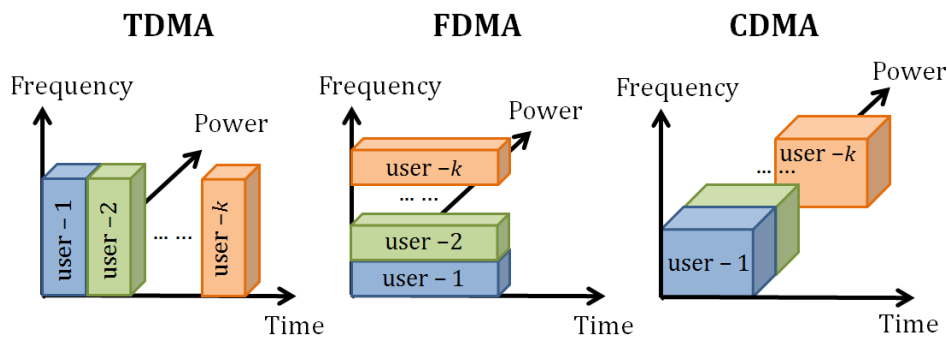 TDMA
FDMA
CDMA
Frequency
Power
user – 1
user –2
... ...
user –k
Time
Frequency
Power
user –k
... ...
user –2
user – 1
Time
Frequency
Power
user –k
... ...
user – 1
Time